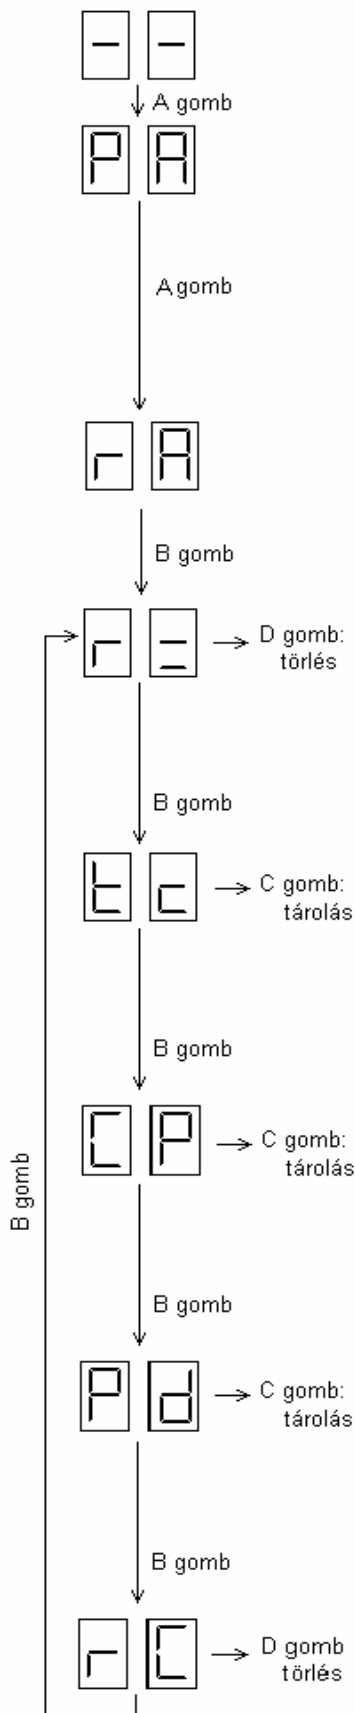 - -
A gomb
P A
A gomb
r A
B gomb
r =
D gomb:
törlés
B gomb
t c
C gomb:
tárolás
B gomb
C P
C gomb:
tárolás
B gomb
B gomb
P d
C gomb:
tárolás
B gomb
r C
D gomb
törlés